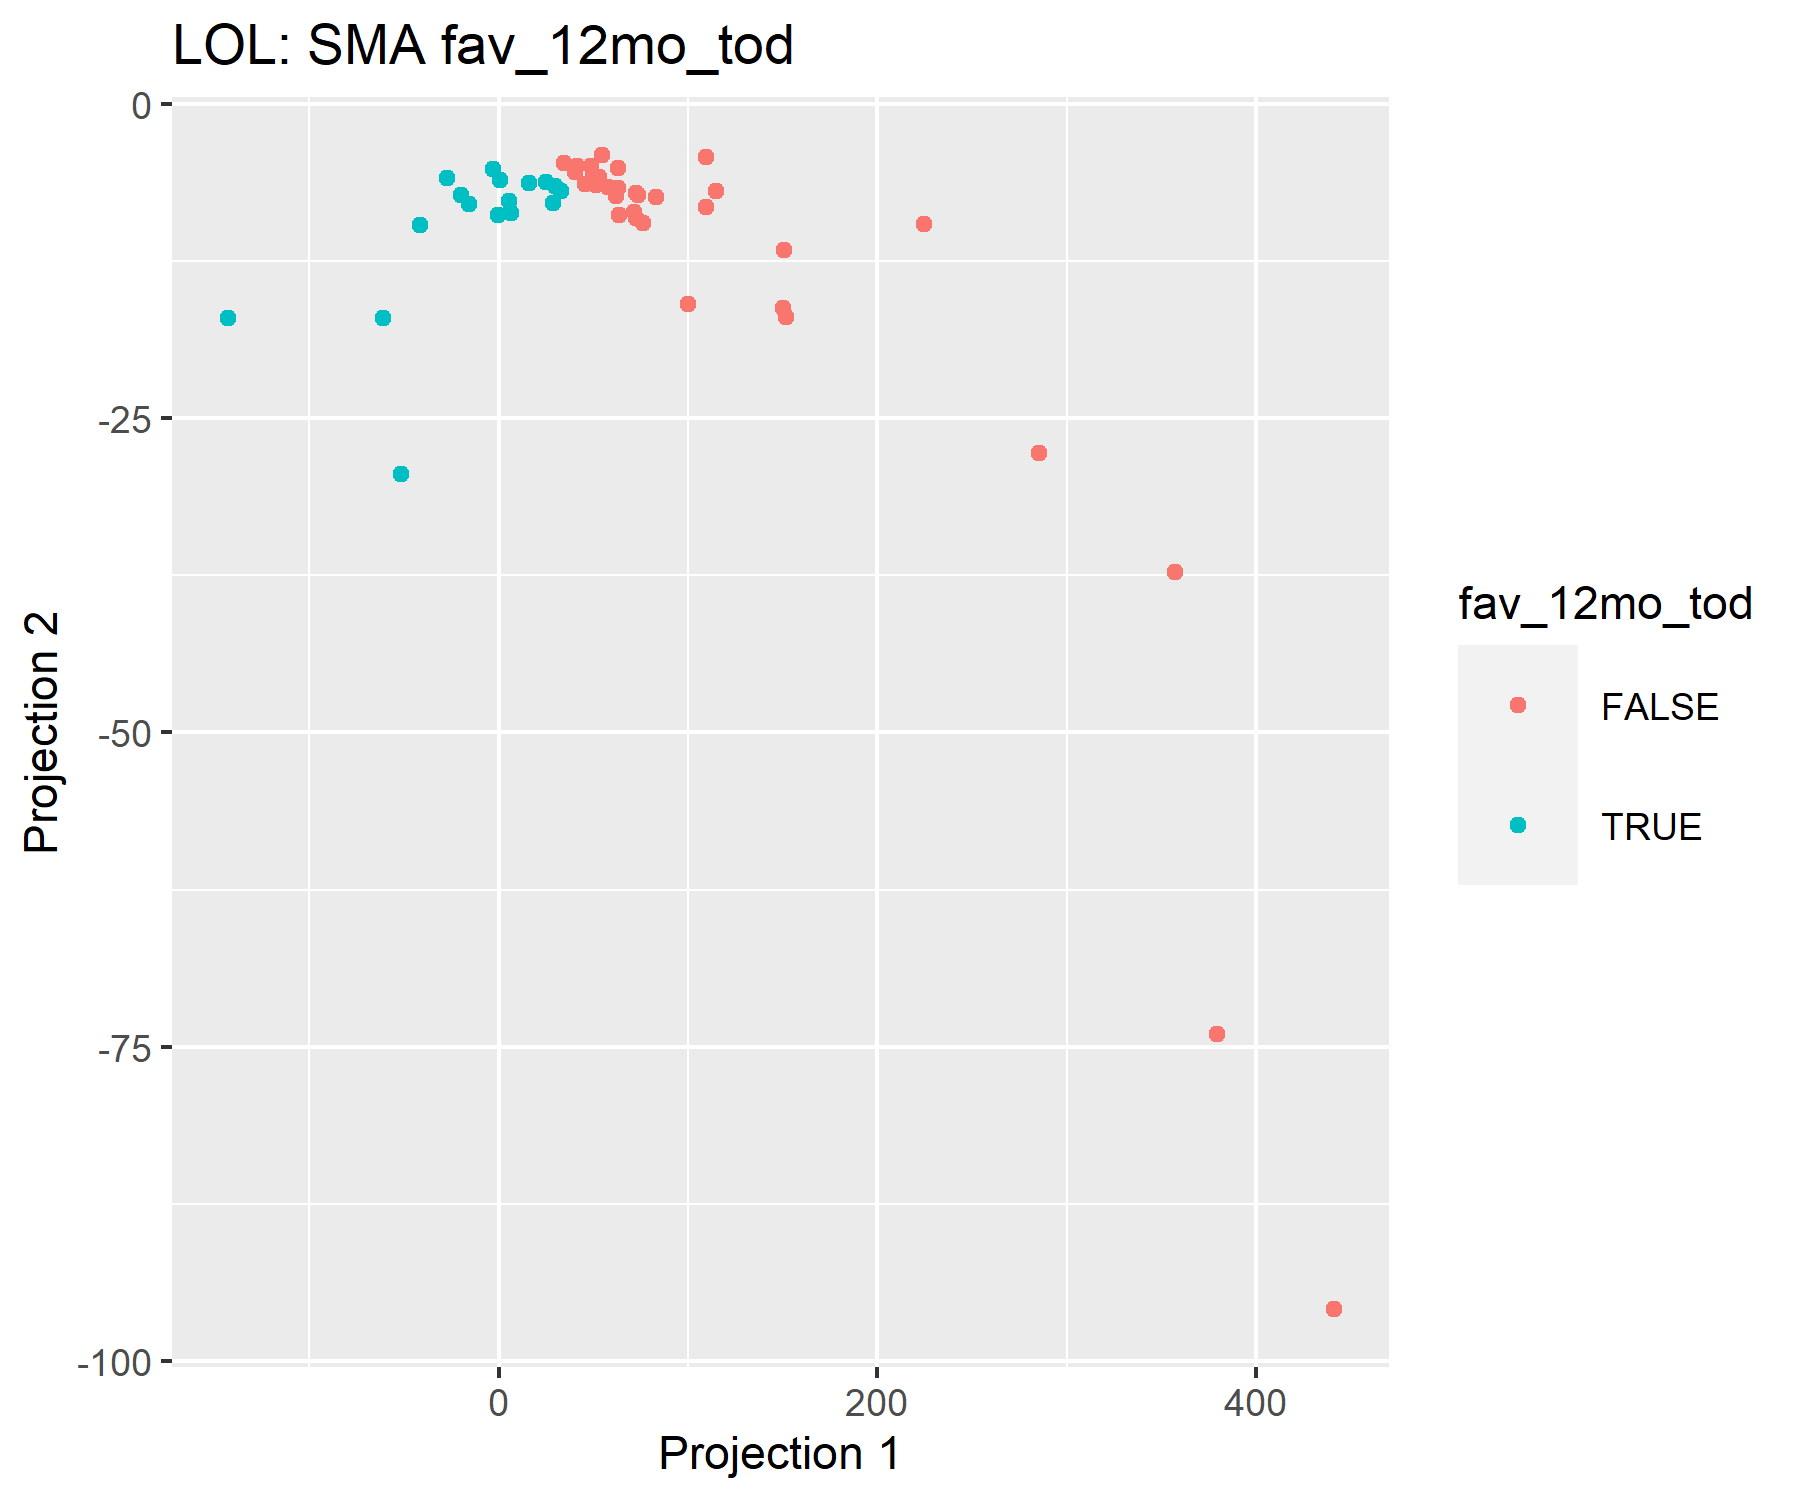 LOL: SMA fav_12mo_tod
0
-25
-50
-75
-100
Projection 2
0
200
400
Projection 1
fav_12mo_tod
FALSE
TRUE